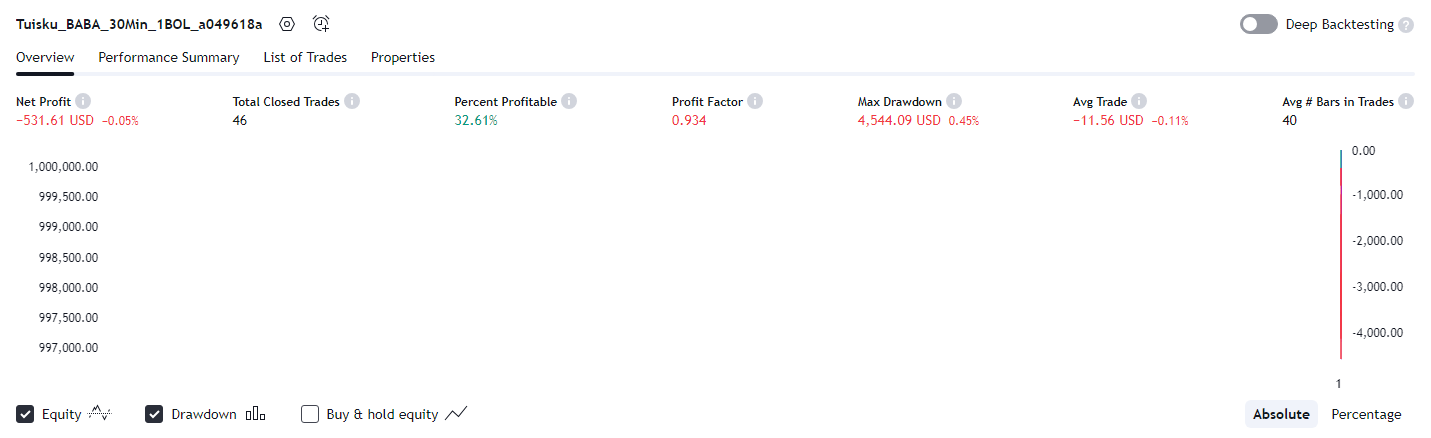 Tuisku_BABA_30Min_1BOL_a049618a
Deep Backtesting ?
Overview Performance Summary List of Trades Properties
Net Profit Total Closed Trades Percent Profitable Profit Factor Max Drawdown Avg Trade Avg # Bars in Trades
−531.61 USD −0.05% 46 32.61% 0.934 4,544.09 USD 0.45% −11.56 USD −0.11% 40
0.00
1,000,000.00
999,500.00 -1,000.00
999,000.00
-2,000.00
998,500.00
998,000.00 -3,000.00
997,500.00
-4,000.00
997,000.00
1
Equity Drawdown Buy & hold equity Absolute Percentage